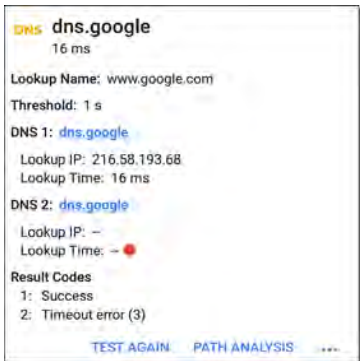 DNS dns.google
16 ms
Lookup Name: www.google.com
Threshold: 1 s
DNS 1: dns.google
Lookup IP: 216.58.193.68
Lookup Time: 16 ms
DNS 2: dns.google
Lookup IP: --
Lookup Time: --
Result Codes
1: Success
2: Timeout error (3)
TEST AGAIN PATH ANALYSIS ...